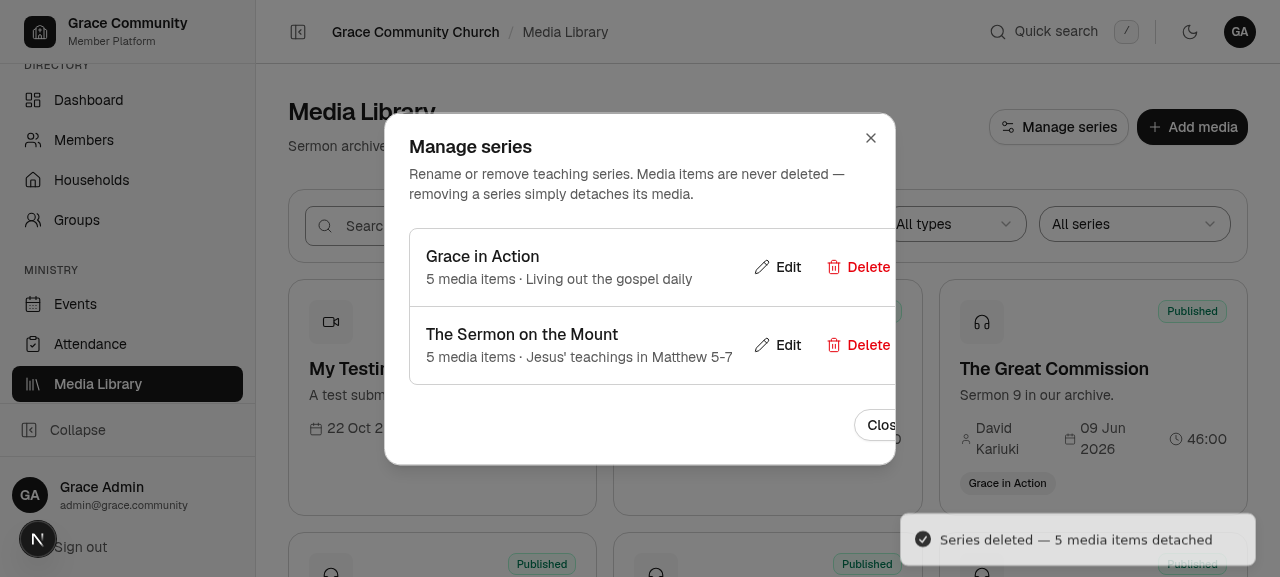 Grace Community
Member Platform
DIRECTORY
Dashboard
Members
Households
Groups
MINISTRY
Events
Attendance
Media Library
Collapse
GA
Grace Admin
admin@grace.community
N
Sign out
Grace Community Church / Media Library
Quick search /
GA
Media Library
Sermon archive
Manage series
Add media
Searc
All types
All series
Manage series
Rename or remove teaching series. Media items are never deleted —
removing a series simply detaches its media.
Grace in Action
5 media items · Living out the gospel daily
Edit
Delete
The Sermon on the Mount
5 media items · Jesus' teachings in Matthew 5-7
Edit
Delete
Clos
My Testi
A test subm
22 Oct 2
Published
The Great Commission
Sermon 9 in our archive.
David Kariuki
09 Jun 2026
46:00
Grace in Action
Published
Published
Published
Series deleted — 5 media items detached